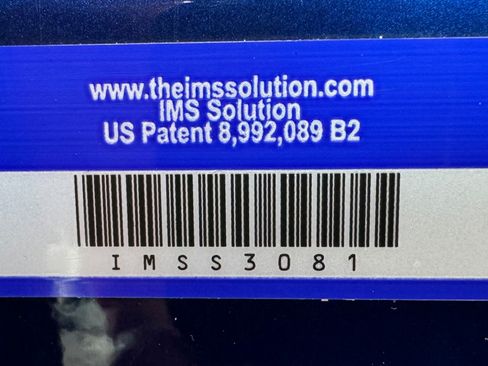 www.theimssolution.com
IMS Solution
US Patent 8,992,089 B2
IMSS3081